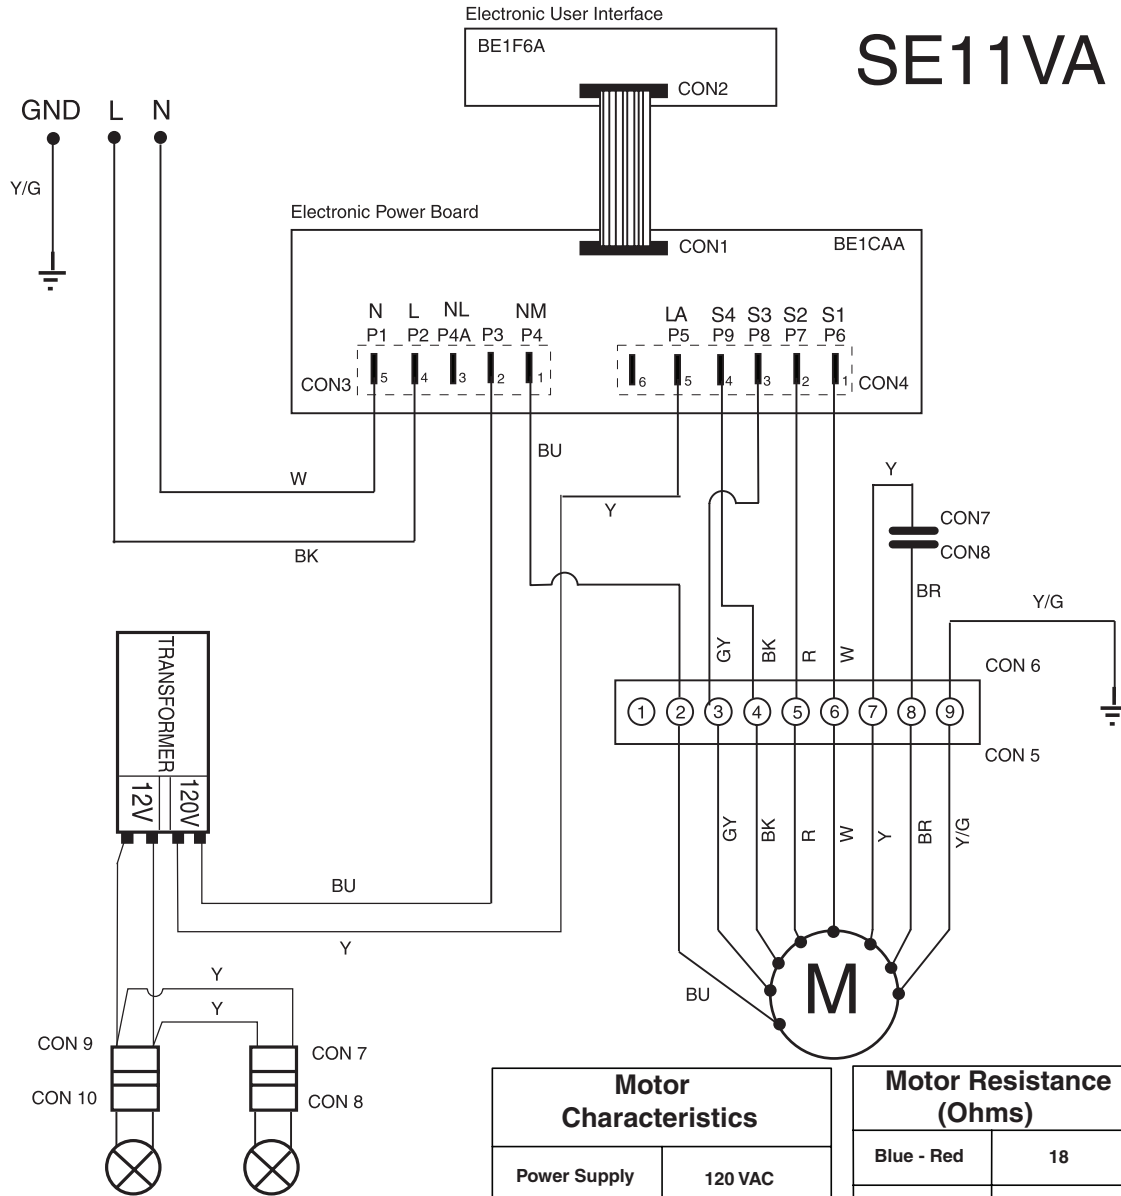 Electronic User Interface
BE1F6A
SE11VA
CON2
GND L N
Y/G
Electronic Power Board
CON1
BE1CAA
N L NL NM LA S4 S3 S2 S1
P1 P2 P4A P3 P4 P5 P9 P8 P7 P6
CON3 5 4 3 2 1 6 5 4 3 2 1 CON4
BU
W
Y
Y
BK
CON7
CON8
BR
Y/G
GY BK R W
CON 6
1 2 3 4 5 6 7 8 9
CON 5
TRANSFORMER
12V 120V
GY BK R W Y BR Y/G
BU
Y
M
BU
Y
Y
CON 9
CON 7
CON 10
CON 8
Motor
Characteristics
Power Supply 120 VAC
Motor Resistance
(Ohms)
Blue - Red 18